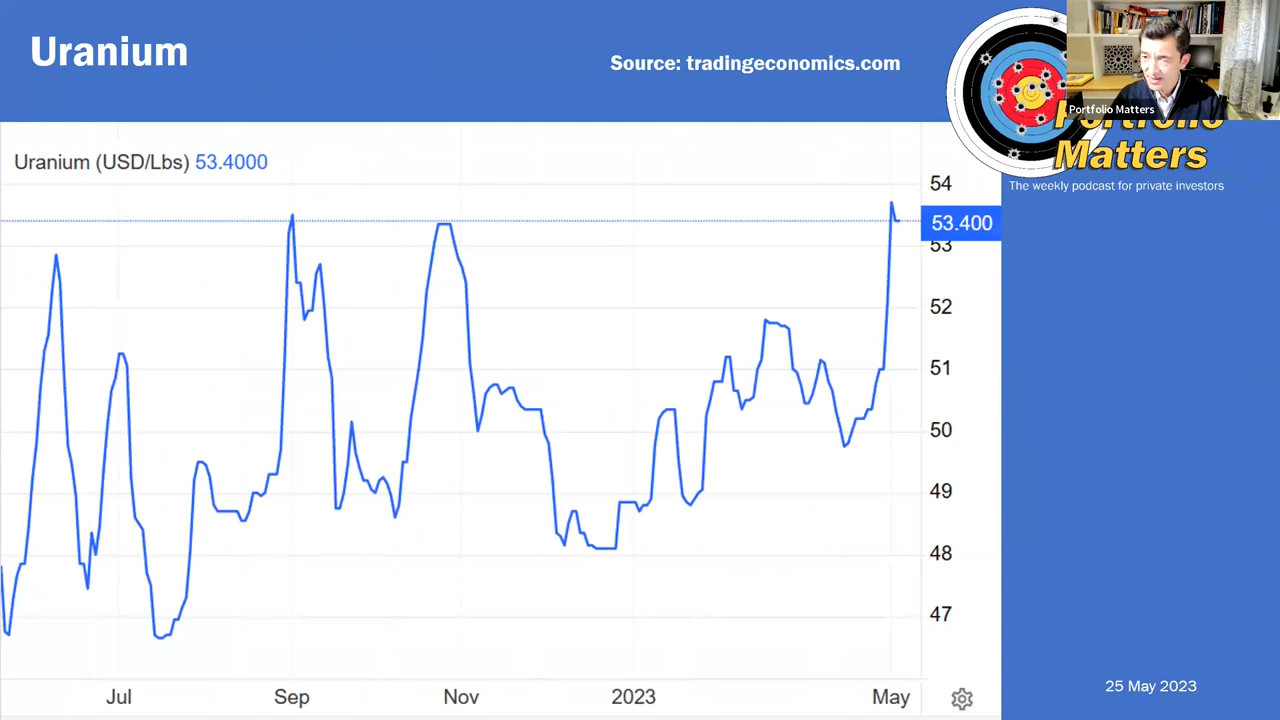 Uranium
Source: tradingeconomics.com
Portfolio Matters
Portfolio
Matters
The weekly podcast for private investors
Uranium (USD/Lbs) 53.4000
54
53.400
53
52
51
50
49
48
47
Jul Sep Nov 2023 May
25 May 2023